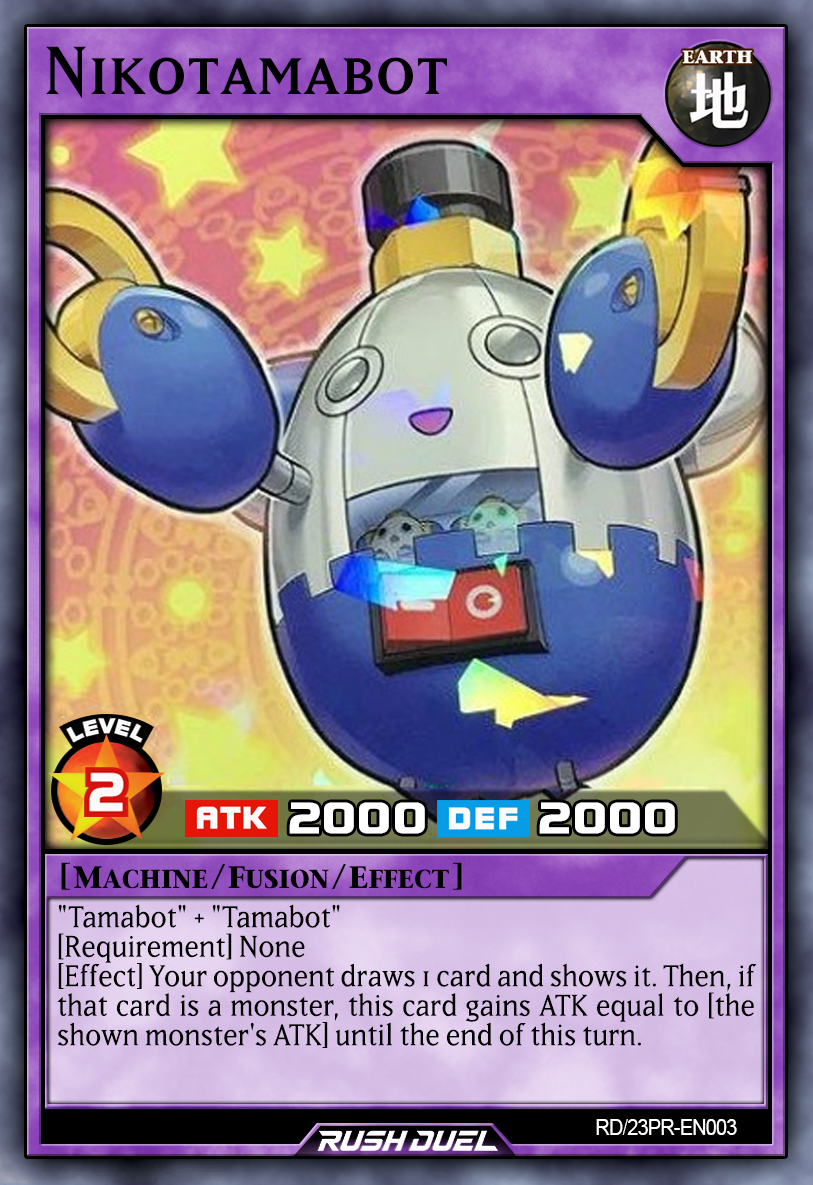 Nikotamabot
EARTH
地
LEVEL
2
ATK 2000 DEF 2000
[Machine/Fusion/Effect]
"Tamabot" + "Tamabot"
[Requirement] None
[Effect] Your opponent draws 1 card and shows it. Then, if
that card is a monster, this card gains ATK equal to [the
shown monster's ATK] until the end of this turn.
RD/23PR-EN003
RUSH DUEL